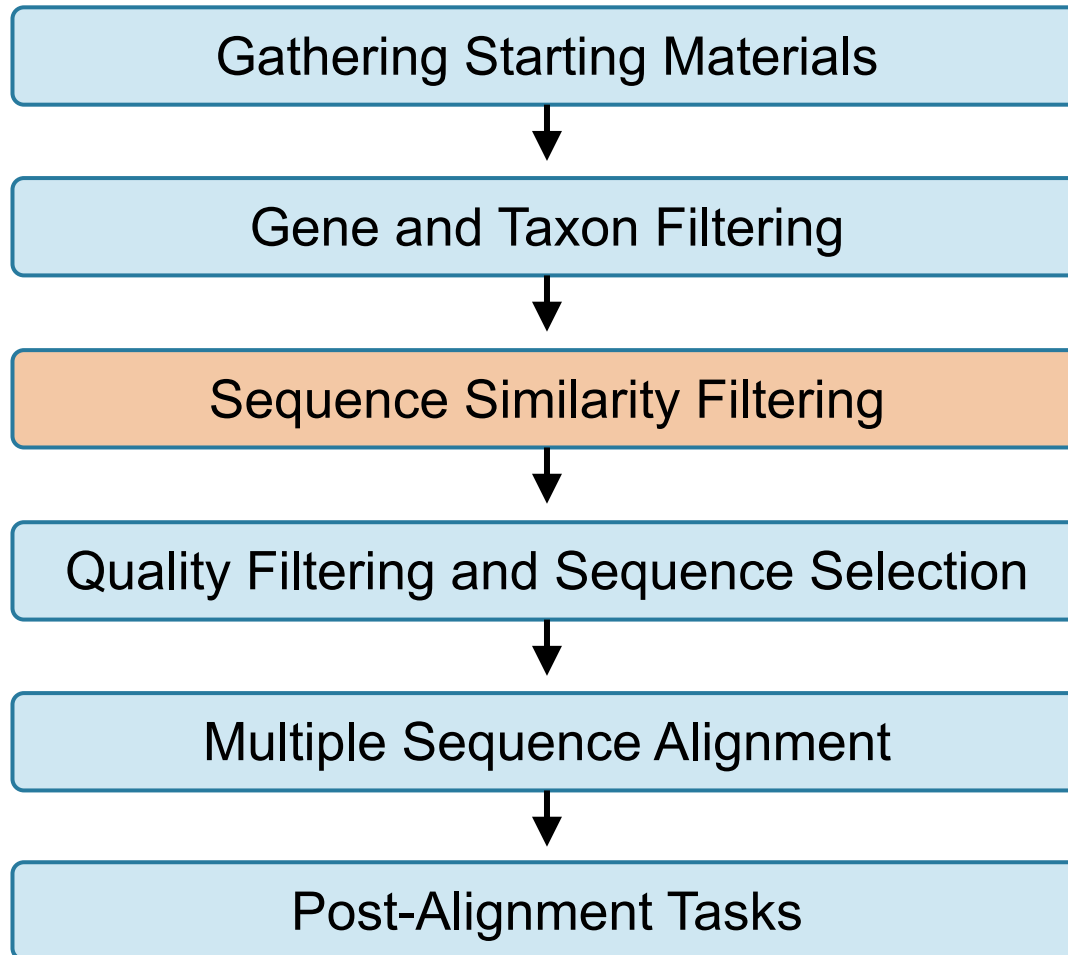 Gathering Starting Materials
Gene and Taxon Filtering
Sequence Similarity Filtering
Quality Filtering and Sequence Selection
Multiple Sequence Alignment
Post-Alignment Tasks